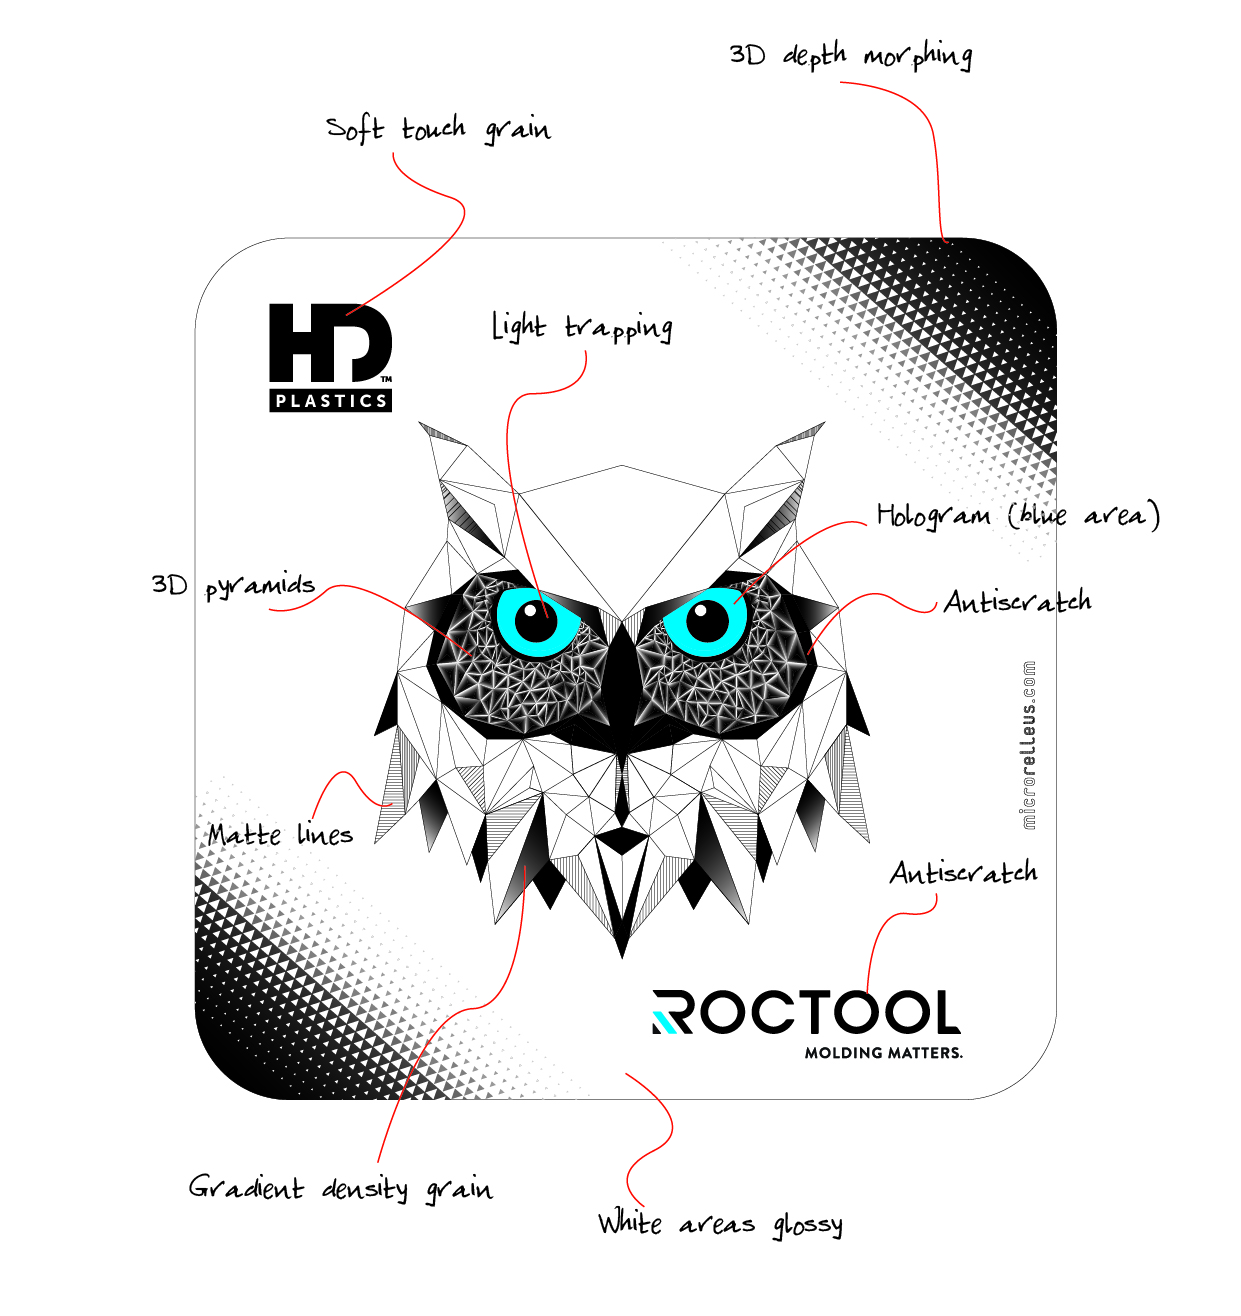 3D depth morphing
Soft touch grain
HD™
PLASTICS
Light trapping
Hologram (blue area)
3D pyramids
Antiscratch
microrelleus.com
Matte lines
Antiscratch
ROCTOOL
MOLDING MATTERS.
Gradient density grain
White areas glossy